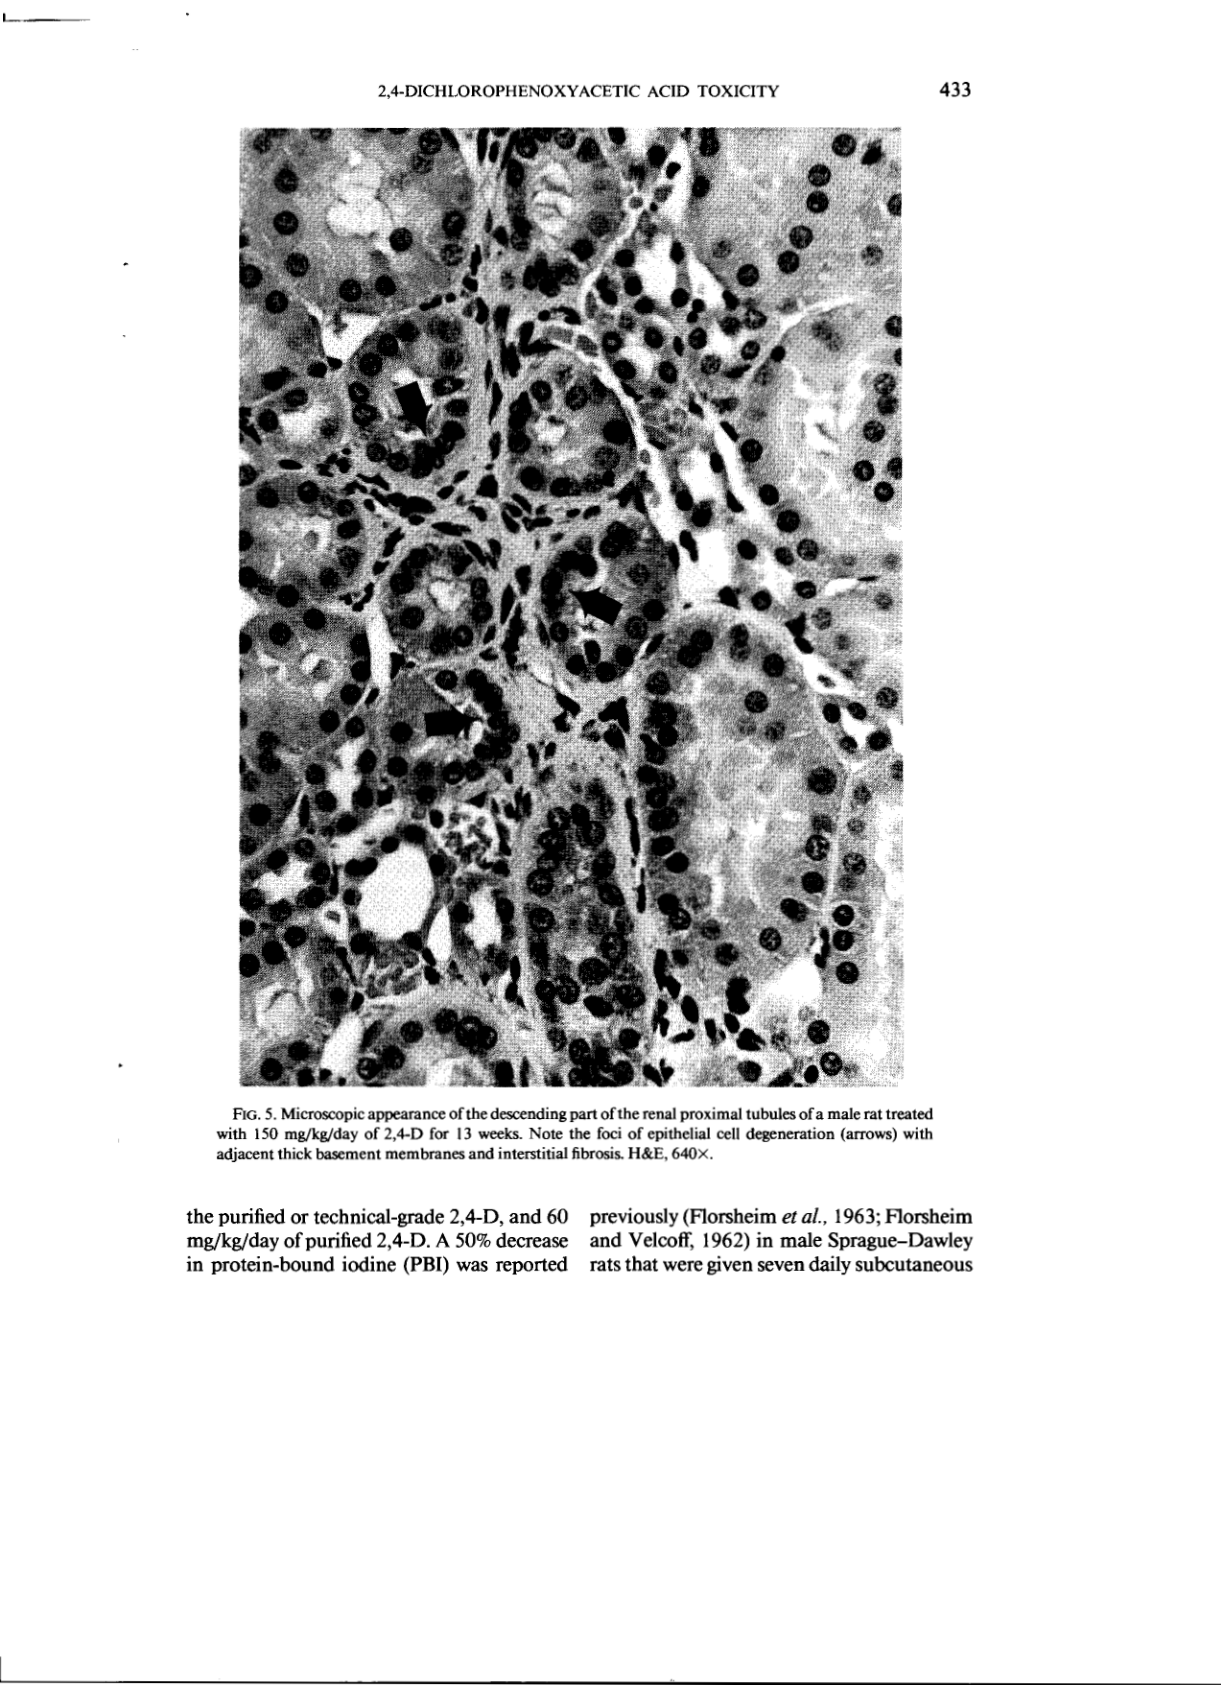 2,4-DICHLOROPHENOXYACETIC ACID TOXICITY 433
FIG. 5. Microscopic appearance of the descending part of the renal proximal tubules of a male rat treated
with 150 mg/kg/day of 2,4-D for 13 weeks. Note the foci of epithelial cell degeneration (arrows) with
adjacent thick basement membranes and interstitial fibrosis. H&E, 640×.
the purified or technical-grade 2,4-D, and 60
mg/kg/day of purified 2,4-D. A 50% decrease
in protein-bound iodine (PBI) was reported
previously (Florsheim et al., 1963; Florsheim
and Velcoff, 1962) in male Sprague–Dawley
rats that were given seven daily subcutaneous